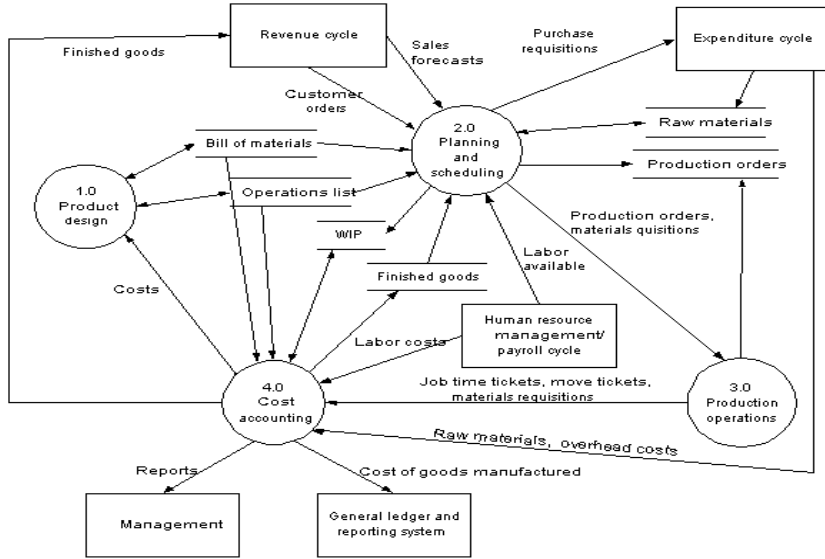 Finished goods
Revenue cycle
Sales
forecasts
Purchase
requisitions
Expenditure cycle
Customer
orders
2.0
Planning
and
scheduling
Raw materials
Bill of materials
Production orders
1.0
Product
design
Operations list
Production orders,
materials quisitions
WIP
Labor
available
Finished goods
Costs
Labor costs
Human resource
management/
payroll cycle
4.0
Cost
accounting
Job time tickets, move tickets,
materials requisitions
3.0
Production
operations
Raw materials, overhead costs
Reports
Cost of goods manufactured
Management
General ledger and
reporting system